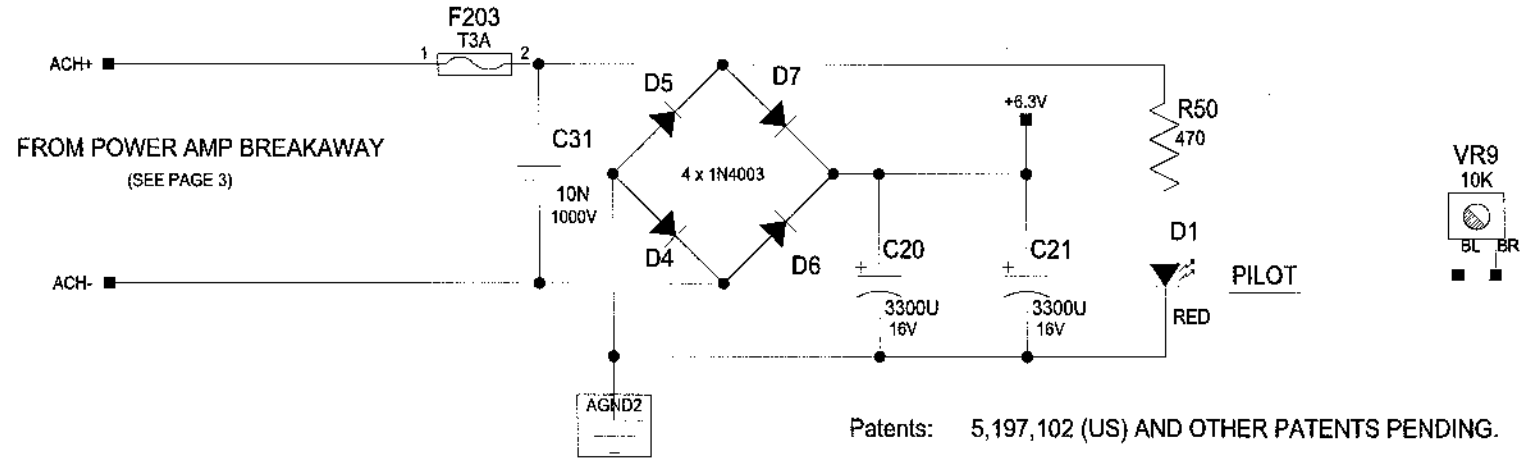 F203
T3A
1 2
ACH+
D5
D7
+6.3V
R50
470
FROM POWER AMP BREAKAWAY
(SEE PAGE 3)
C31
10N
1000V
4 x 1N4003
VR9
10K
BL BR
D4
D6
C20
3300U
16V
C21
3300U
16V
D1
PILOT
RED
ACH-
AGND2
Patents: 5,197,102 (US) AND OTHER PATENTS PENDING.